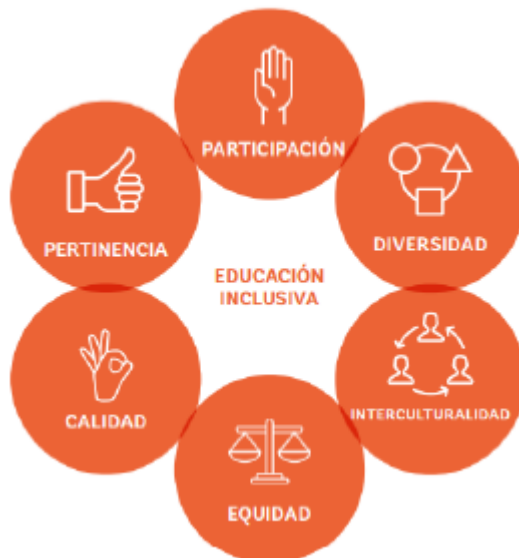 PARTICIPACIÓN
DIVERSIDAD
INTERCULTURALIDAD
EQUIDAD
CALIDAD
PERTINENCIA
EDUCACIÓN
INCLUSIVA